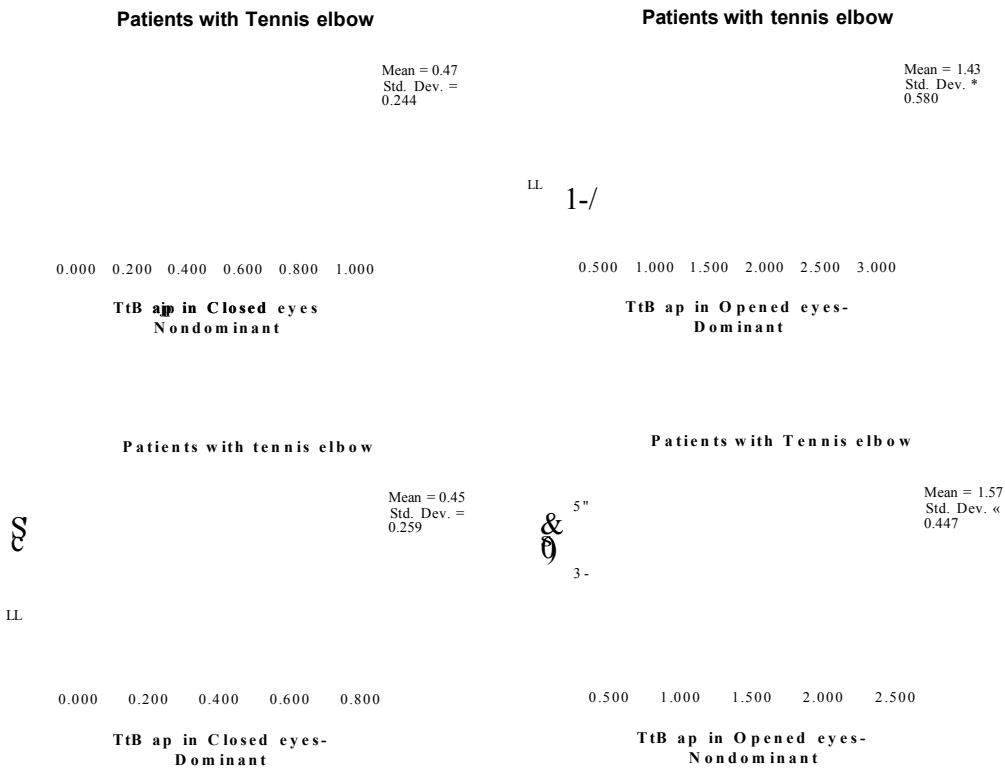 Patients with Tennis elbow
Mean = 0.47
Std. Dev. =
0.244
0.000 0.200 0.400 0.600 0.800 1.000
TtB ap in Closed eyes
Nondominant
Patients with tennis elbow
Mean = 1.43
Std. Dev. *
0.580
LL
1-/
0.500 1.000 1.500 2.000 2.500 3.000
TtB ap in Opened eyes-
Dominant
Patients with tennis elbow
Mean = 0.45
Std. Dev. =
0.259
LL
0.000 0.200 0.400 0.600 0.800
TtB ap in Closed eyes-
Dominant
Patients with Tennis elbow
Mean = 1.57
Std. Dev. «
0.447
5"
&
3 -
0.500 1.000 1.500 2.000 2.500
TtB ap in Opened eyes-
Nondominant